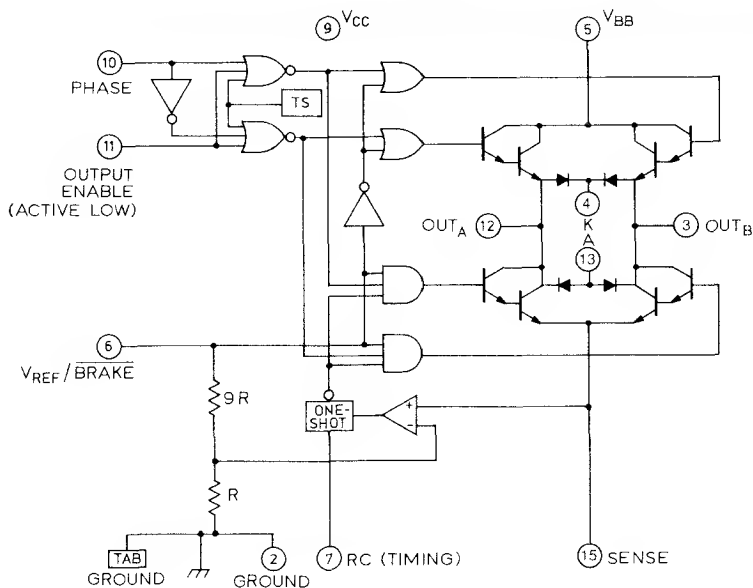 9 VCC
5 VBB
10
PHASE
TS
11
OUTPUT
ENABLE
(ACTIVE LOW)
4
OUTA 12 K 3 OUTB
A
13
6
VREF/BRAKE
9R
ONE-
SHOT
+
-
R
TAB 2 7 RC (TIMING) 15 SENSE
GROUND GROUND